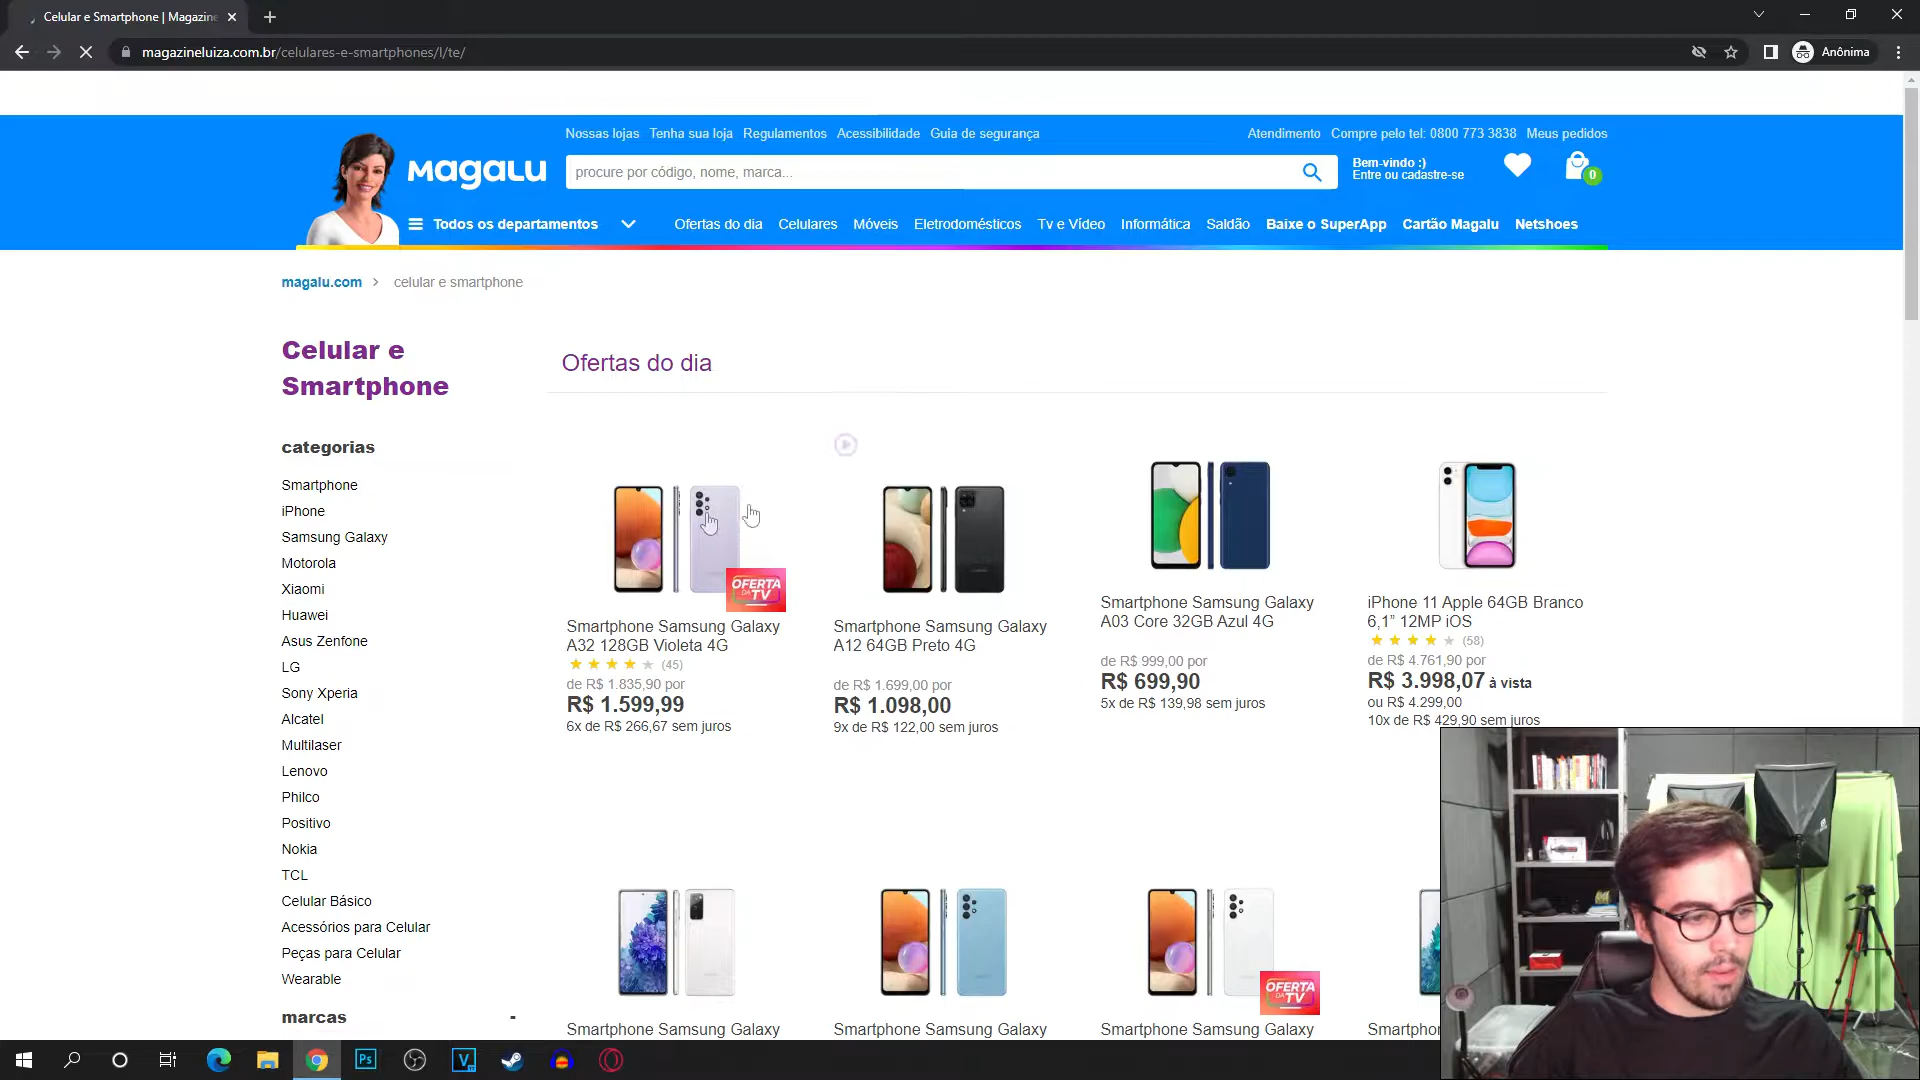 Celular e Smartphone | Magazine
magazineluiza.com.br/celulares-e-smartphones/l/te/
Anônima
Nossas lojas Tenha sua loja Regulamentos Acessibilidade Guia de segurança
Atendimento Compre pelo tel: 0800 773 3838 Meus pedidos
MAGALU
procure por código, nome, marca...
Bem-vindo :)
Entre ou cadastre-se
0
Todos os departamentos
Ofertas do dia Celulares Móveis Eletrodomésticos Tv e Vídeo Informática Saldão Baixe o SuperApp Cartão Magalu Netshoes
magalu.com > celular e smartphone
Celular e
Smartphone
categorias
Smartphone
iPhone
Samsung Galaxy
Motorola
Xiaomi
Huawei
Asus Zenfone
LG
Sony Xperia
Alcatel
Multilaser
Lenovo
Philco
Positivo
Nokia
TCL
Celular Básico
Acessórios para Celular
Peças para Celular
Wearable
marcas -
Ofertas do dia
OFERTA
DA TV
Smartphone Samsung Galaxy
A32 128GB Violeta 4G
(45)
de R$ 1.835,90 por
R$ 1.599,99
6x de R$ 266,67 sem juros
Smartphone Samsung Galaxy
A12 64GB Preto 4G
de R$ 1.699,00 por
R$ 1.098,00
9x de R$ 122,00 sem juros
Smartphone Samsung Galaxy
A03 Core 32GB Azul 4G
de R$ 999,00 por
R$ 699,90
5x de R$ 139,98 sem juros
iPhone 11 Apple 64GB Branco
6,1” 12MP iOS
(58)
de R$ 4.761,90 por
R$ 3.998,07 à vista
ou R$ 4.299,00
10x de R$ 429,90 sem juros
Smartphone Samsung Galaxy
Smartphone Samsung Galaxy
OFERTA
DA TV
Smartphone Samsung Galaxy
Ps
V